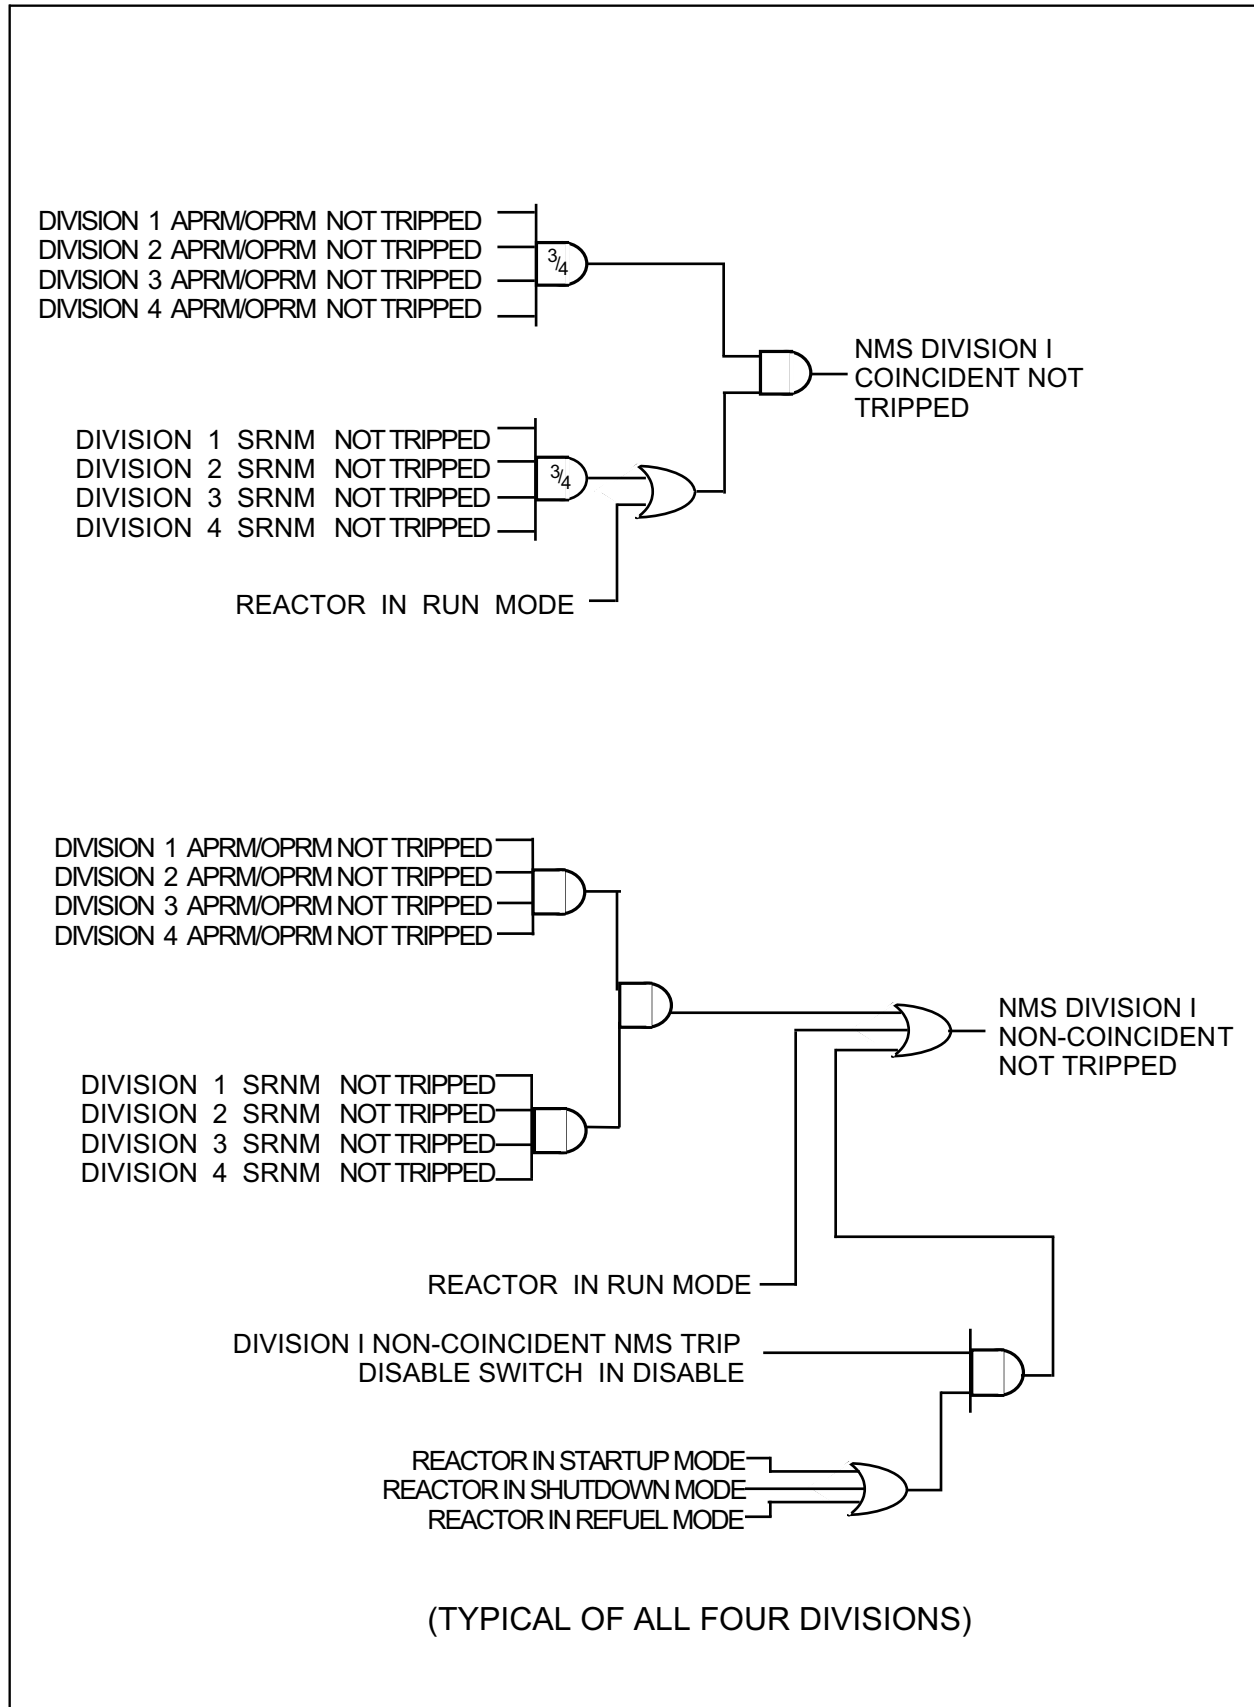 DIVISION 1 APRM/OPRM NOT TRIPPED
DIVISION 2 APRM/OPRM NOT TRIPPED
DIVISION 3 APRM/OPRM NOT TRIPPED
DIVISION 4 APRM/OPRM NOT TRIPPED
3/4
NMS DIVISION I
COINCIDENT NOT
TRIPPED
DIVISION 1 SRNM NOT TRIPPED
DIVISION 2 SRNM NOT TRIPPED
DIVISION 3 SRNM NOT TRIPPED
DIVISION 4 SRNM NOT TRIPPED
3/4
REACTOR IN RUN MODE
DIVISION 1 APRM/OPRM NOT TRIPPED
DIVISION 2 APRM/OPRM NOT TRIPPED
DIVISION 3 APRM/OPRM NOT TRIPPED
DIVISION 4 APRM/OPRM NOT TRIPPED
NMS DIVISION I
NON-COINCIDENT
NOT TRIPPED
DIVISION 1 SRNM NOT TRIPPED
DIVISION 2 SRNM NOT TRIPPED
DIVISION 3 SRNM NOT TRIPPED
DIVISION 4 SRNM NOT TRIPPED
REACTOR IN RUN MODE
DIVISION I NON-COINCIDENT NMS TRIP
DISABLE SWITCH IN DISABLE
REACTOR IN STARTUP MODE
REACTOR IN SHUTDOWN MODE
REACTOR IN REFUEL MODE
(TYPICAL OF ALL FOUR DIVISIONS)